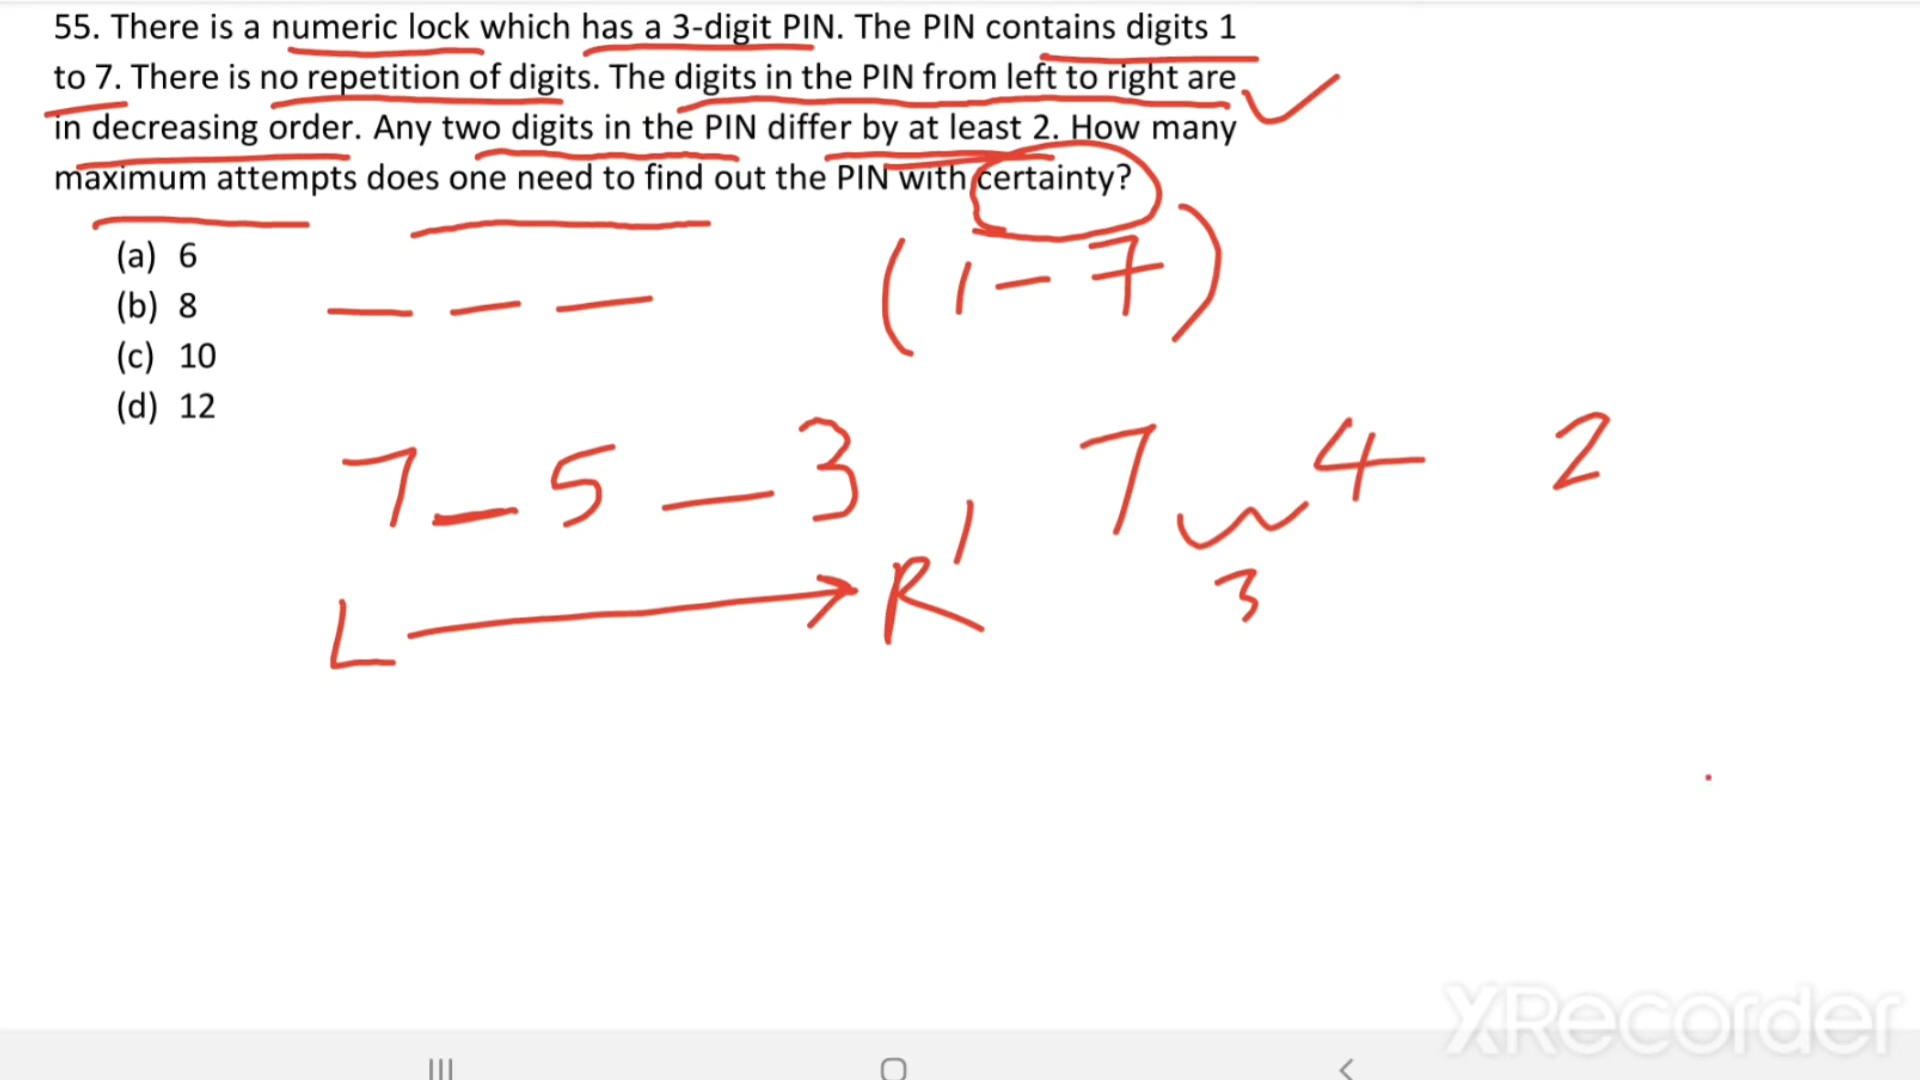 55. There is a numeric lock which has a 3-digit PIN. The PIN contains digits 1
to 7. There is no repetition of digits. The digits in the PIN from left to right are
in decreasing order. Any two digits in the PIN differ by at least 2. How many
maximum attempts does one need to find out the PIN with certainty?
(a) 6
(b) 8
(c) 10
(d) 12
(1-7)
7-5-3, 7 4 2
3
L R
XRecorder